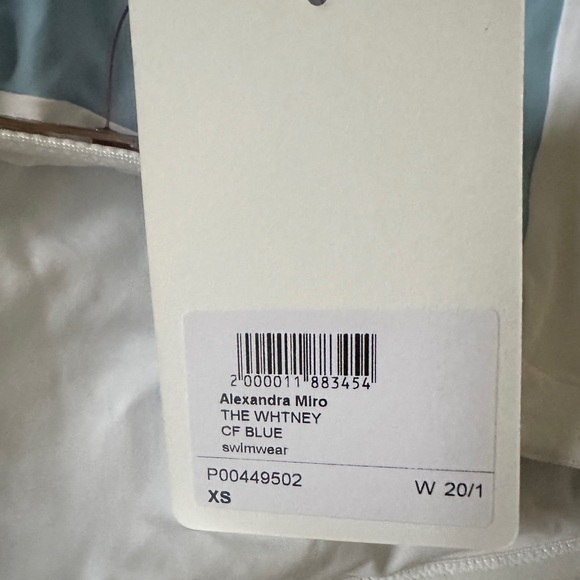 2 000011 883454
Alexandra Miro
THE WHTNEY
CF BLUE
swimwear
P00449502
XS
W 20/1